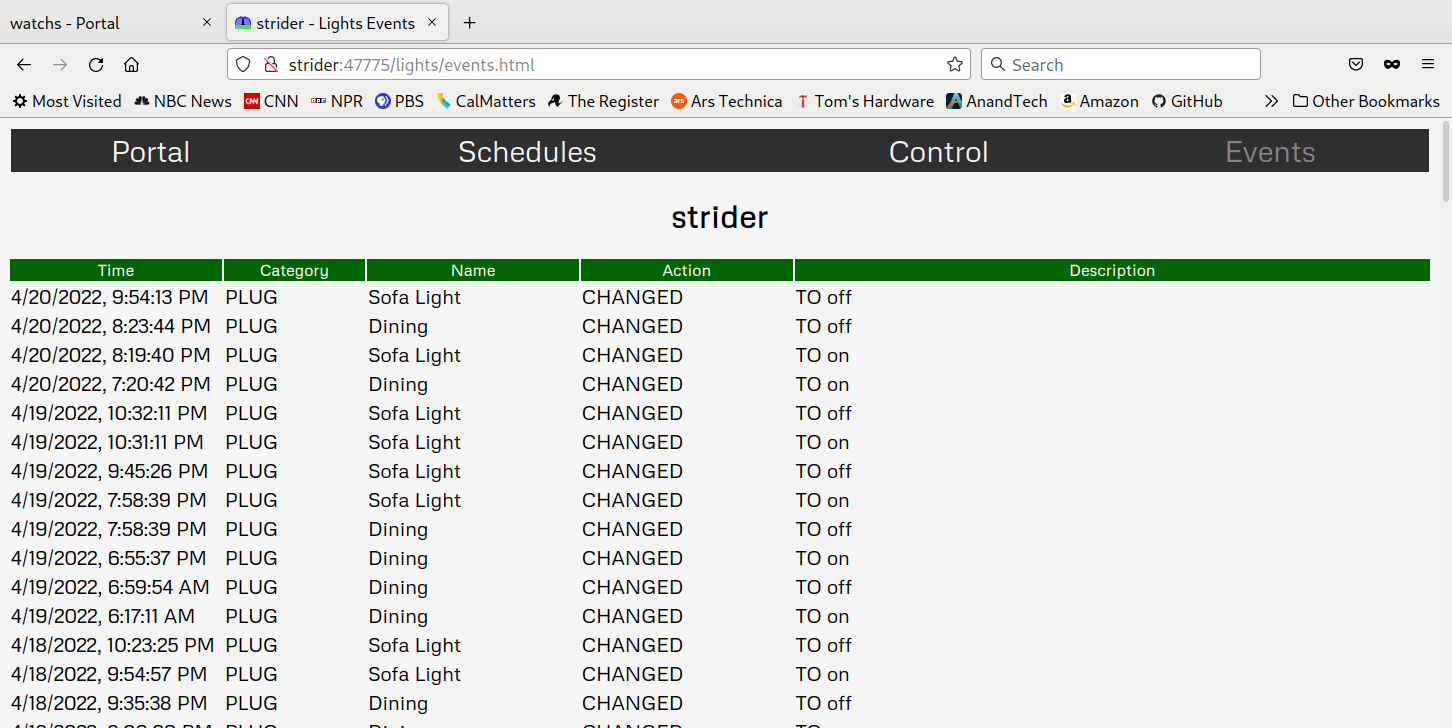 watchs - Portal × strider - Lights Events × +
strider:47775/lights/events.html Search
Most Visited NBC News CNN NPR PBS CalMatters The Register ars Ars Technica Tom's Hardware AnandTech Amazon GitHub Other Bookmarks
Portal Schedules Control Events
strider
Time Category Name Action Description
4/20/2022, 9:54:13 PM PLUG Sofa Light CHANGED TO off
4/20/2022, 8:23:44 PM PLUG Dining CHANGED TO off
4/20/2022, 8:19:40 PM PLUG Sofa Light CHANGED TO on
4/20/2022, 7:20:42 PM PLUG Dining CHANGED TO on
4/19/2022, 10:32:11 PM PLUG Sofa Light CHANGED TO off
4/19/2022, 10:31:11 PM PLUG Sofa Light CHANGED TO on
4/19/2022, 9:45:26 PM PLUG Sofa Light CHANGED TO off
4/19/2022, 7:58:39 PM PLUG Sofa Light CHANGED TO on
4/19/2022, 7:58:39 PM PLUG Dining CHANGED TO off
4/19/2022, 6:55:37 PM PLUG Dining CHANGED TO on
4/19/2022, 6:59:54 AM PLUG Dining CHANGED TO off
4/19/2022, 6:17:11 AM PLUG Dining CHANGED TO on
4/18/2022, 10:23:25 PM PLUG Sofa Light CHANGED TO off
4/18/2022, 9:54:57 PM PLUG Sofa Light CHANGED TO on
4/18/2022, 9:35:38 PM PLUG Dining CHANGED TO off